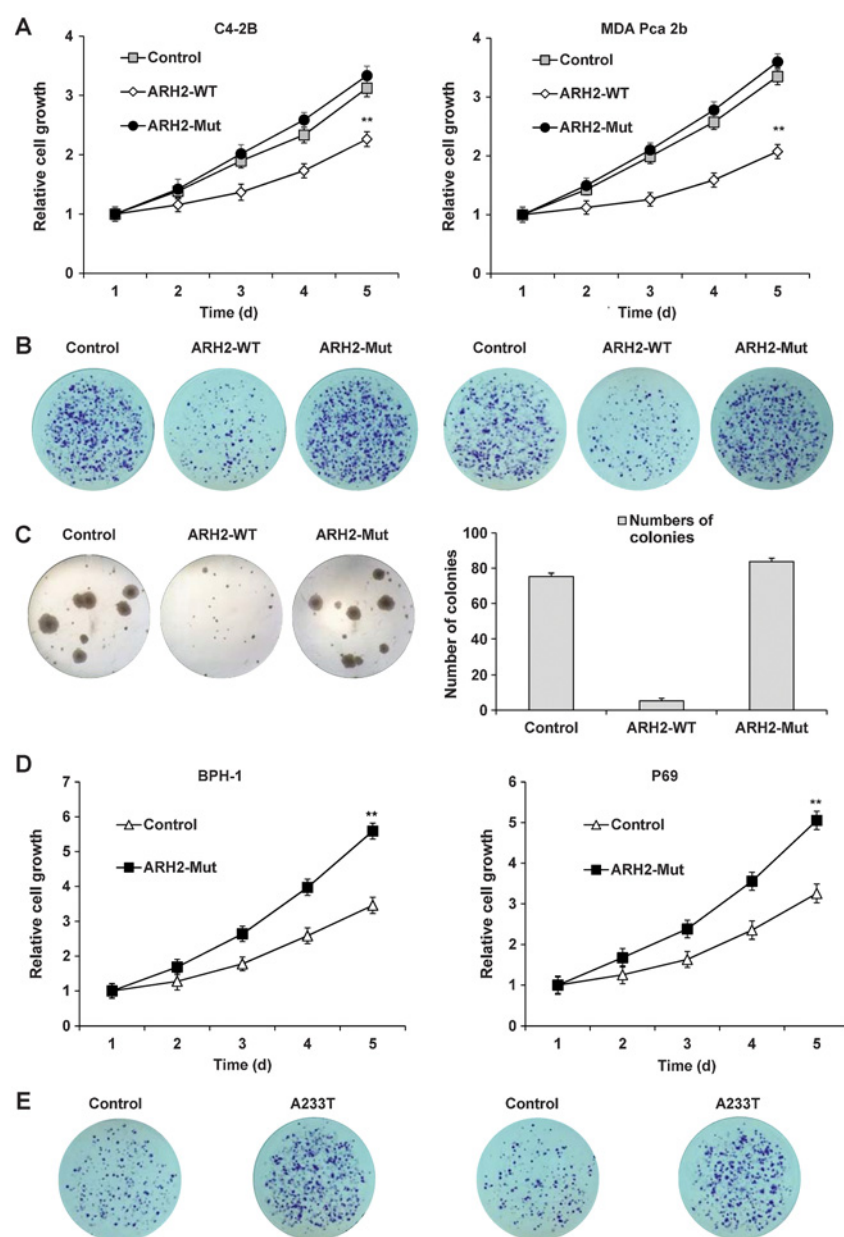 A
C4-2B
4
3
2
1
0
Relative cell growth
Control
ARH2-WT
ARH2-Mut
**
1 2 3 4 5
Time (d)
MDA Pca 2b
4
3
2
1
0
Relative cell growth
Control
ARH2-WT
ARH2-Mut
**
1 2 3 4 5
Time (d)
B
Control ARH2-WT ARH2-Mut
Control ARH2-WT ARH2-Mut
C
Control ARH2-WT ARH2-Mut
Numbers of
colonies
100
80
60
40
20
0
Number of colonies
Control ARH2-WT ARH2-Mut
D
BPH-1
7
6
5
4
3
2
1
0
Relative cell growth
Control
ARH2-Mut
**
1 2 3 4 5
Time (d)
P69
6
5
4
3
2
1
0
Relative cell growth
Control
ARH2-Mut
**
1 2 3 4 5
Time (d)
E
Control A233T
Control A233T